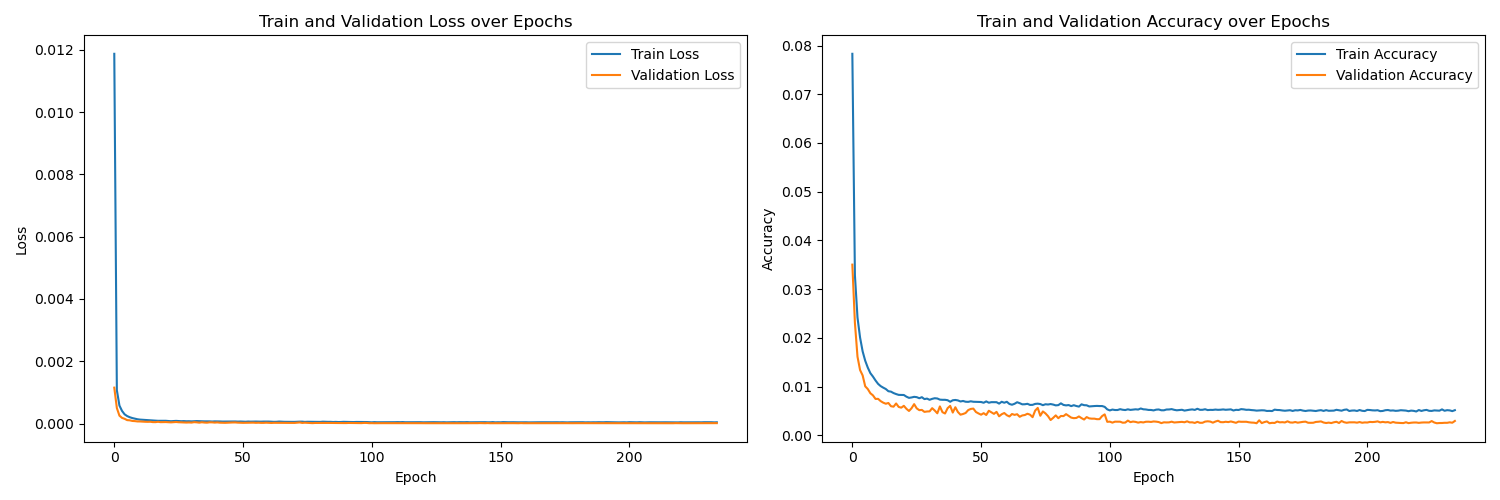 Train and Validation Loss over Epochs
Train Loss
Validation Loss
0.012
0.010
0.008
0.006
0.004
0.002
0.000
Loss
0
50
100
150
200
Epoch
Train and Validation Accuracy over Epochs
Train Accuracy
Validation Accuracy
0.08
0.07
0.06
0.05
0.04
0.03
0.02
0.01
0.00
Accuracy
0
50
100
150
200
Epoch